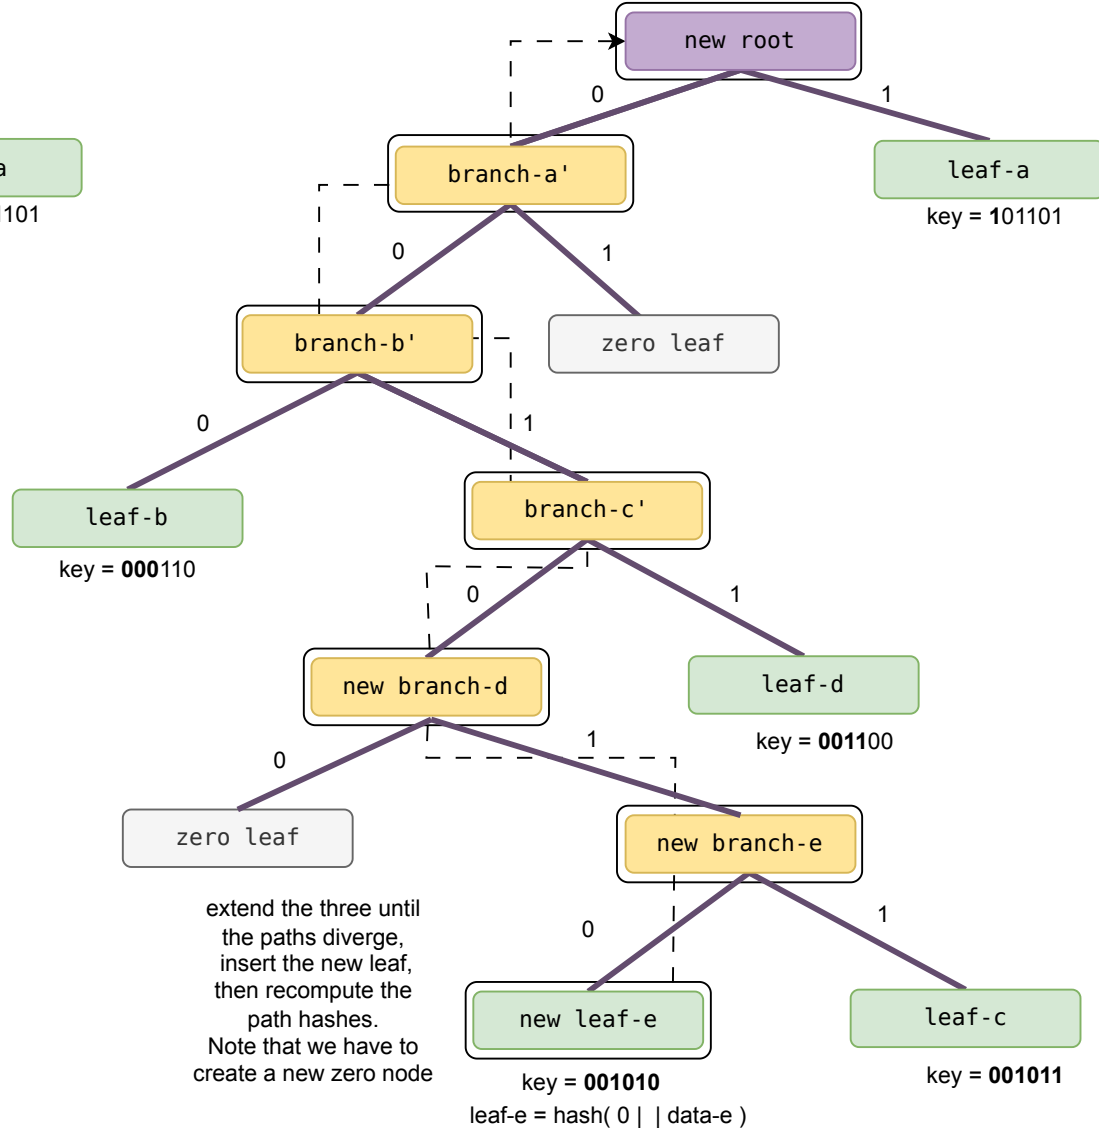 new root
0
1
a
1101
branch-a'
leaf-a
key = 101101
0
1
branch-b'
zero leaf
0
1
leaf-b
key = 000110
branch-c'
0
1
new branch-d
leaf-d
key = 001100
0
1
zero leaf
new branch-e
extend the three until
the paths diverge,
insert the new leaf,
then recompute the
path hashes.
Note that we have to
create a new zero node
0
1
new leaf-e
key = 001010
leaf-e = hash( 0 | | data-e )
leaf-c
key = 001011